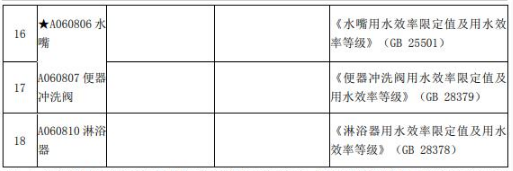 16
★A060806 水
嘴
《水嘴用水效率限定值及用水效
率等级》（GB 25501）
17
A060807 便器
冲洗阀
《便器冲洗阀用水效率限定值及
用水效率等级》（GB 28379）
18
A060810 淋浴
器
《淋浴器用水效率限定值及用水
效率等级》（GB 28378）